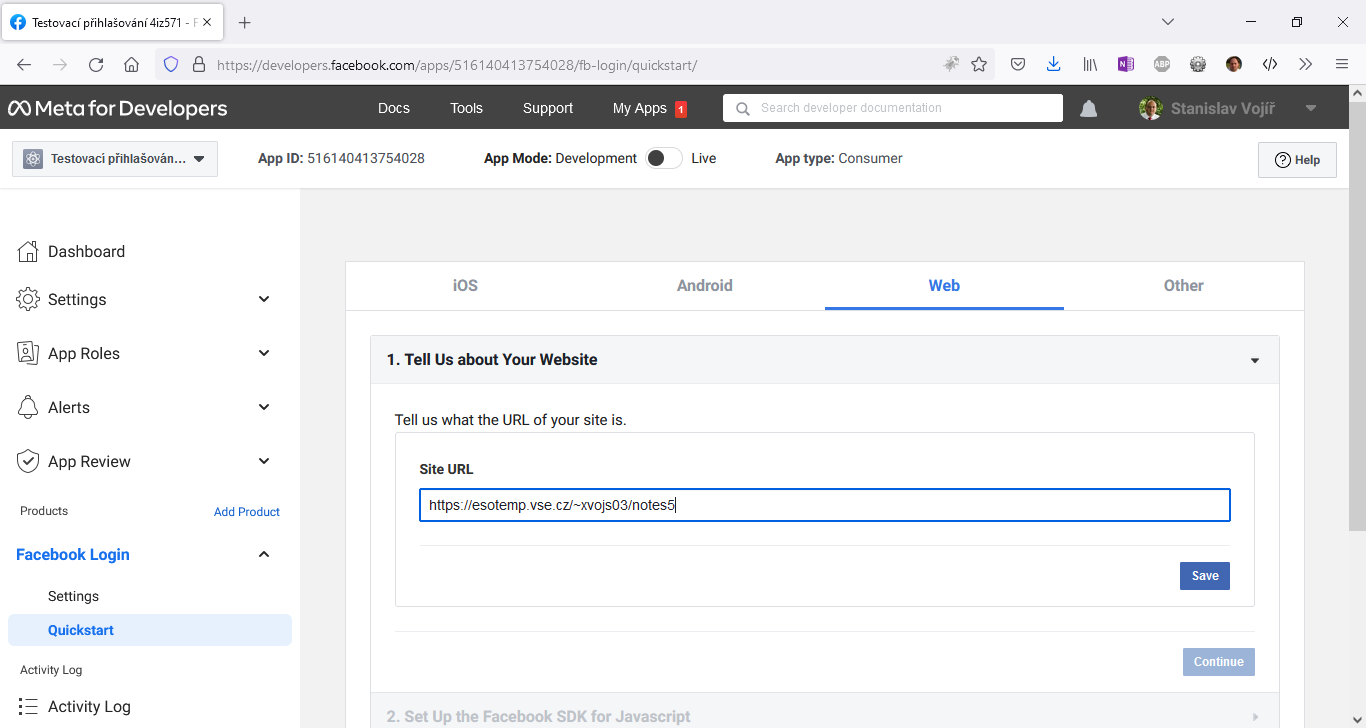 Testovací přihlašování 4iz571 - F
https://developers.facebook.com/apps/516140413754028/fb-login/quickstart/
N
ABP
Meta for Developers
Docs
Tools
Support
My Apps 1
Search developer documentation
Stanislav Vojíř
Testovací přihlašován...
App ID: 516140413754028
App Mode: Development
Live
App type: Consumer
Help
Dashboard
Settings
App Roles
Alerts
App Review
Products
Add Product
Facebook Login
Settings
Quickstart
Activity Log
Activity Log
iOS
Android
Web
Other
1. Tell Us about Your Website
Tell us what the URL of your site is.
Site URL
https://esotemp.vse.cz/~xvojs03/notes5
Save
Continue
2. Set Up the Facebook SDK for Javascript